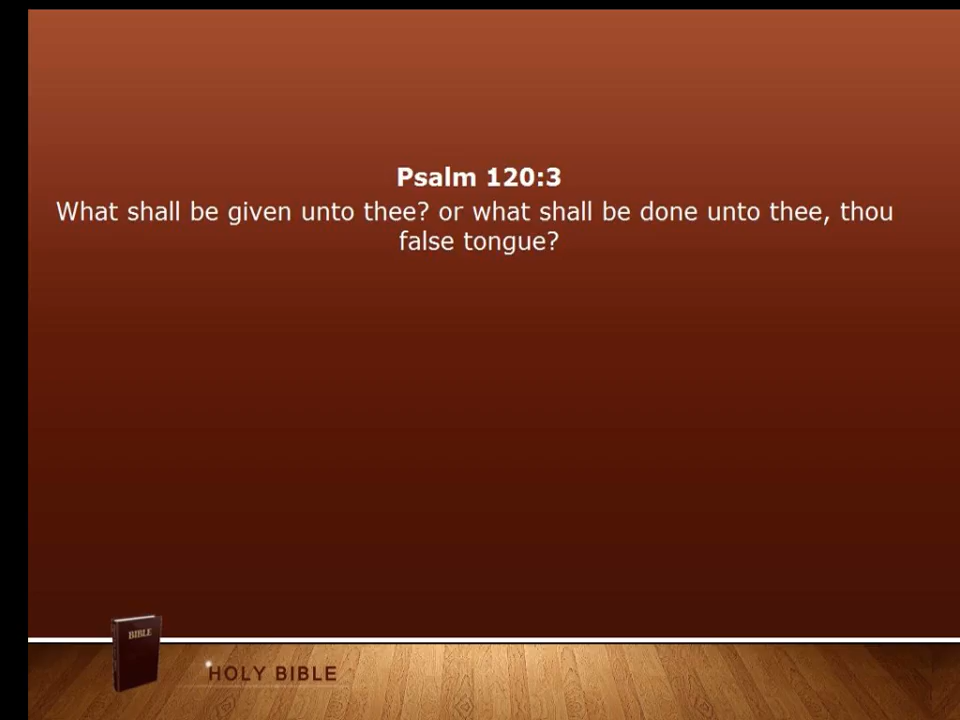 Psalm 120:3
What shall be given unto thee? or what shall be done unto thee, thou
false tongue?
BIBLE
HOLY BIBLE